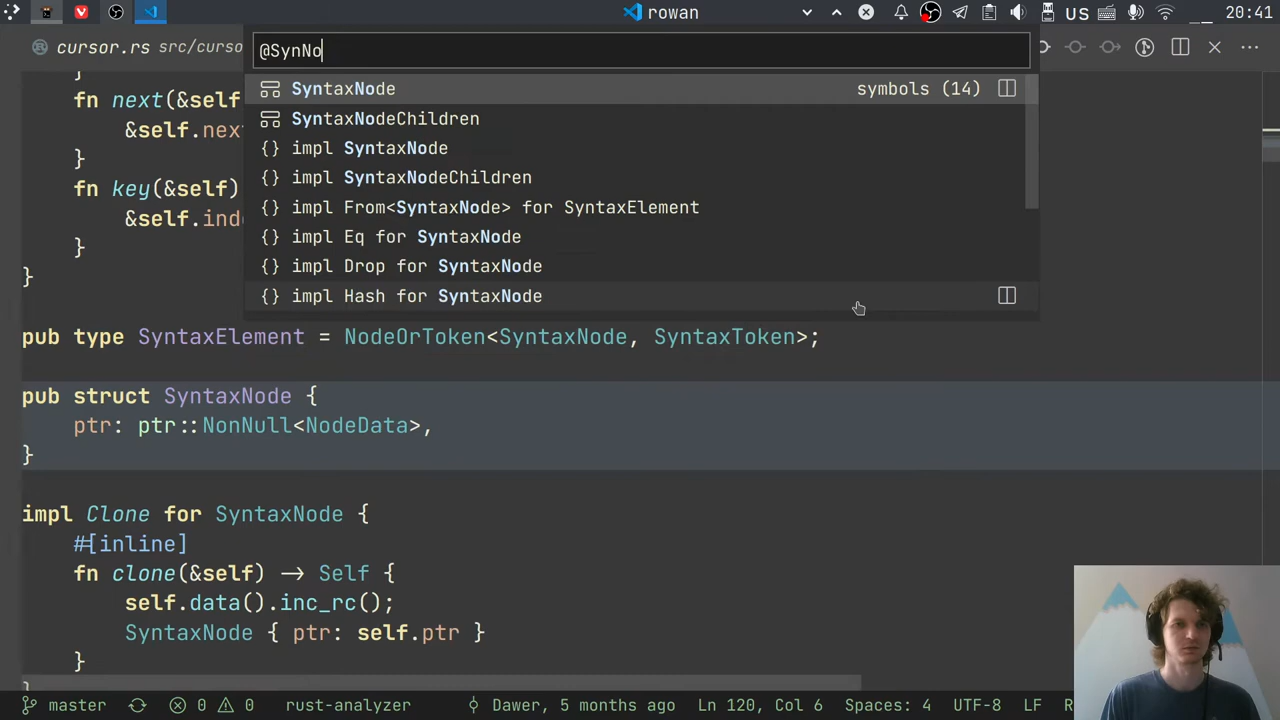 rowan
US
20:41
cursor.rs src/curso
@SynNo
SyntaxNode symbols (14)
SyntaxNodeChildren
impl SyntaxNode
impl SyntaxNodeChildren
impl From<SyntaxNode> for SyntaxElement
impl Eq for SyntaxNode
impl Drop for SyntaxNode
impl Hash for SyntaxNode
}
fn next(&self
&self.nex
}
fn key(&self)
&self.ind
}
}
pub type SyntaxElement = NodeOrToken<SyntaxNode, SyntaxToken>;
pub struct SyntaxNode {
ptr: ptr::NonNull<NodeData>,
}
impl Clone for SyntaxNode {
#[inline]
fn clone(&self) -> Self {
self.data().inc_rc();
SyntaxNode { ptr: self.ptr }
}
}
master 0 0 rust-analyzer Dawer, 5 months ago Ln 120, Col 6 Spaces: 4 UTF-8 LF R